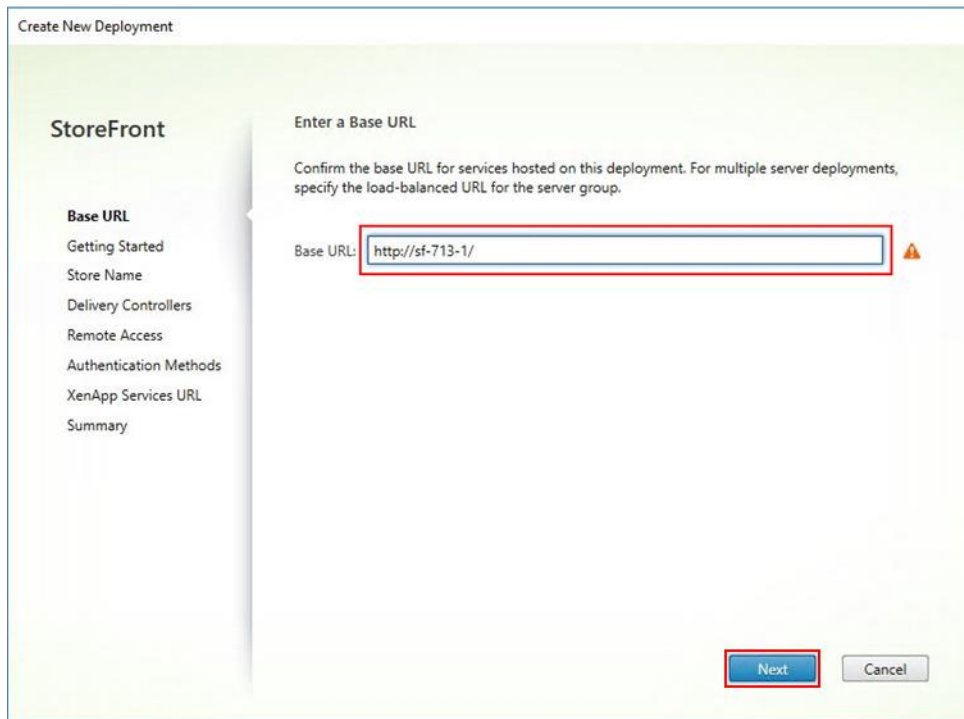 Create New Deployment
StoreFront
Base URL
Getting Started
Store Name
Delivery Controllers
Remote Access
Authentication Methods
XenApp Services URL
Summary
Enter a Base URL
Confirm the base URL for services hosted on this deployment. For multiple server deployments,
specify the load-balanced URL for the server group.
Base URL: http://sf-713-1/
Next Cancel